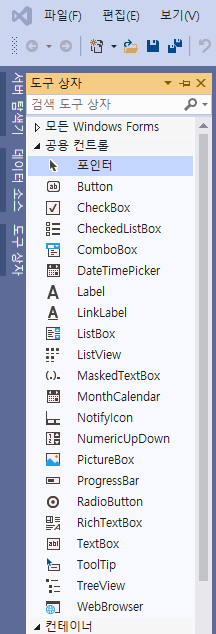 파일(F) 편집(E) 보기(V)
서버 탐색기
데이터 소스
도구 상자
도구 상자
검색 도구 상자
모든 Windows Forms
공용 컨트롤
포인터
Button
CheckBox
CheckedListBox
ComboBox
DateTimePicker
Label
LinkLabel
ListBox
ListView
MaskedTextBox
MonthCalendar
NotifyIcon
NumericUpDown
PictureBox
ProgressBar
RadioButton
RichTextBox
TextBox
ToolTip
TreeView
WebBrowser
컨테이너